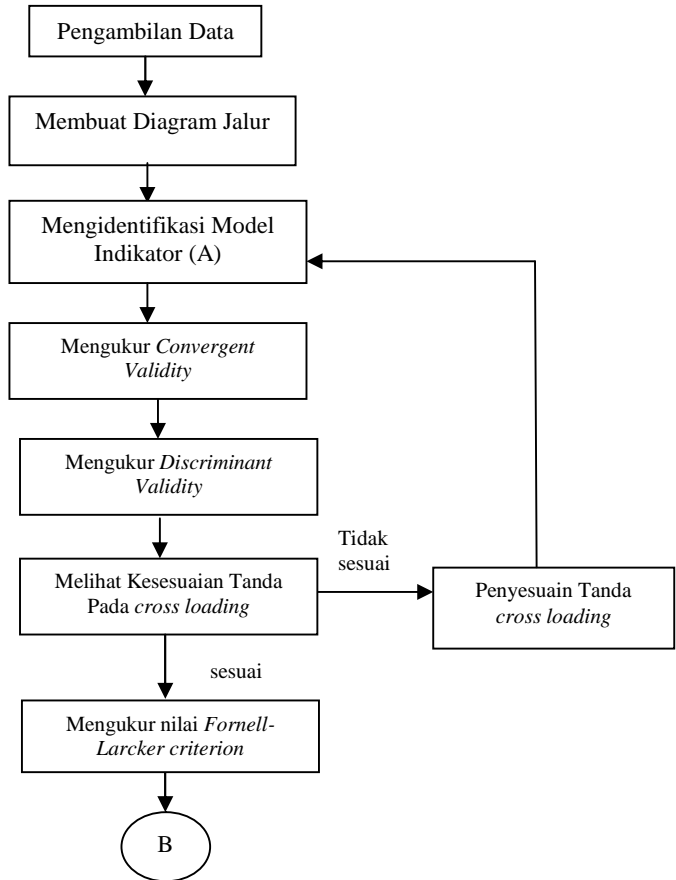 Pengambilan Data
Membuat Diagram Jalur
Mengidentifikasi Model
Indikator (A)
Mengukur Convergent
Validity
Mengukur Discriminant
Validity
Melihat Kesesuaian Tanda
Pada cross loading
Tidak
sesuai
Penyesuain Tanda
cross loading
sesuai
Mengukur nilai Fornell-
Larcker criterion
B